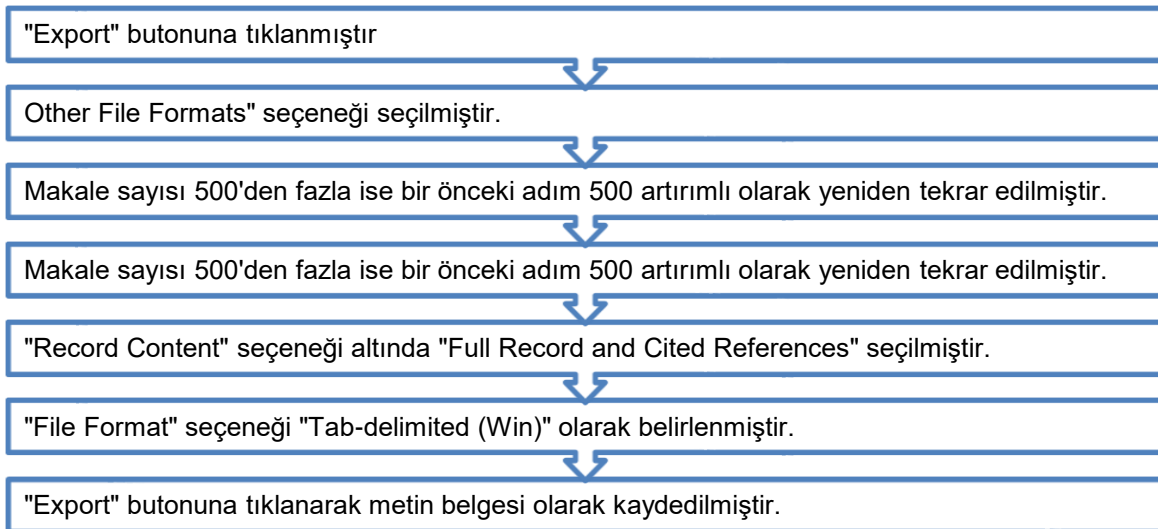 "Export" butonuna tıklanmıştır
Other File Formats" seçeneği seçilmiştir.
Makale sayısı 500'den fazla ise bir önceki adım 500 artırımlı olarak yeniden tekrar edilmiştir.
Makale sayısı 500'den fazla ise bir önceki adım 500 artırımlı olarak yeniden tekrar edilmiştir.
"Record Content" seçeneği altında "Full Record and Cited References" seçilmiştir.
"File Format" seçeneği "Tab-delimited (Win)" olarak belirlenmiştir.
"Export" butonuna tıklanarak metin belgesi olarak kaydedilmiştir.